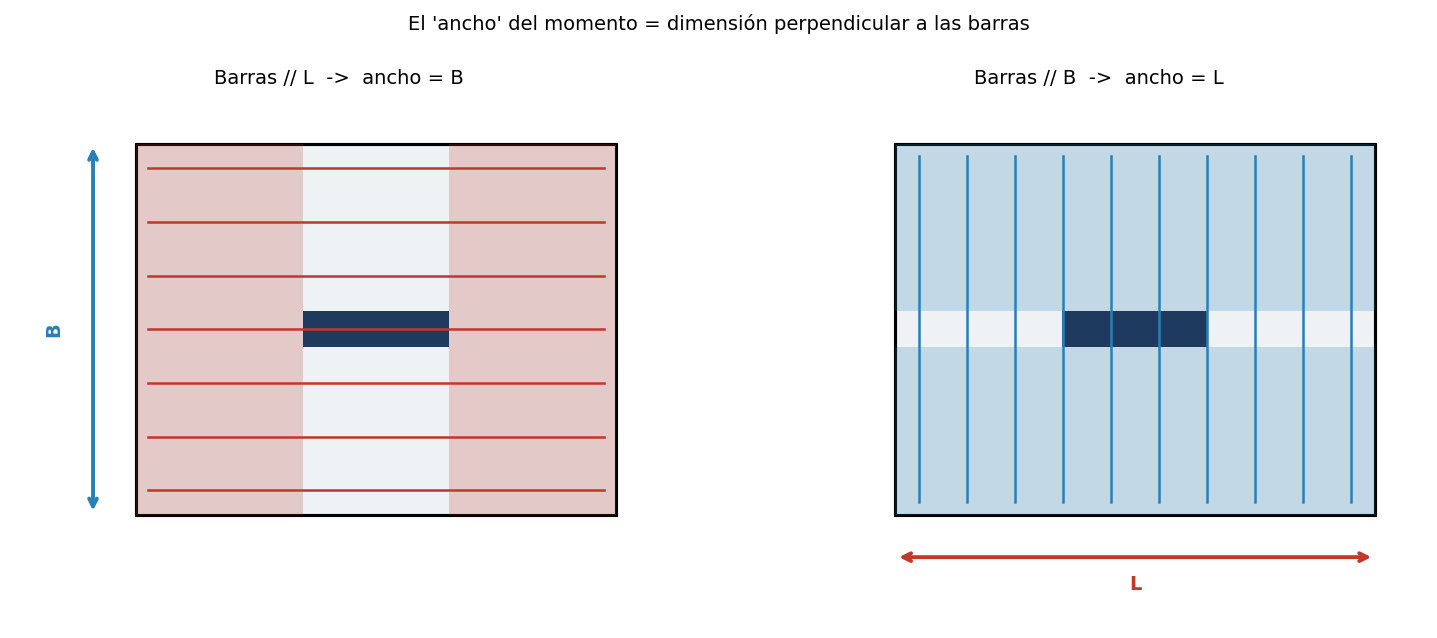 El 'ancho' del momento = dimensión perpendicular a las barras
Barras // L  ->  ancho = B
Barras // B  ->  ancho = L
B
L